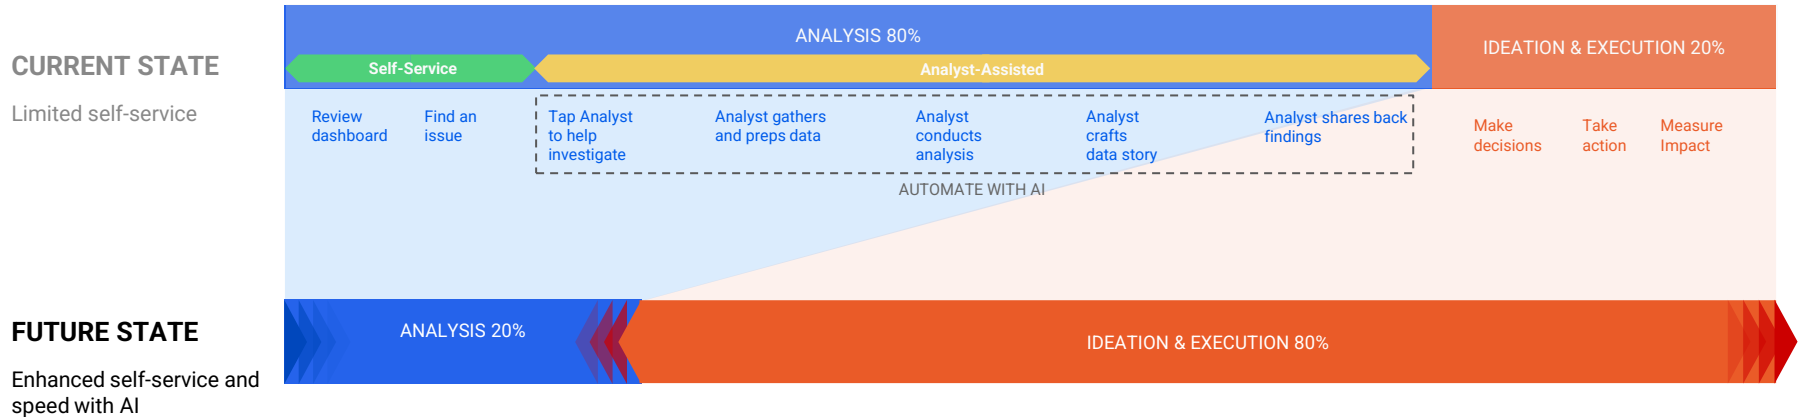 CURRENT STATE
Limited self-service
ANALYSIS 80%
IDEATION & EXECUTION 20%
Self-Service
Analyst-Assisted
Review
dashboard
Find an
issue
Tap Analyst
to help
investigate
Analyst gathers
and preps data
Analyst
conducts
analysis
Analyst
crafts
data story
Analyst shares back
findings
Make
decisions
Take
action
Measure
Impact
AUTOMATE WITH AI
FUTURE STATE
Enhanced self-service and
speed with AI
ANALYSIS 20%
IDEATION & EXECUTION 80%